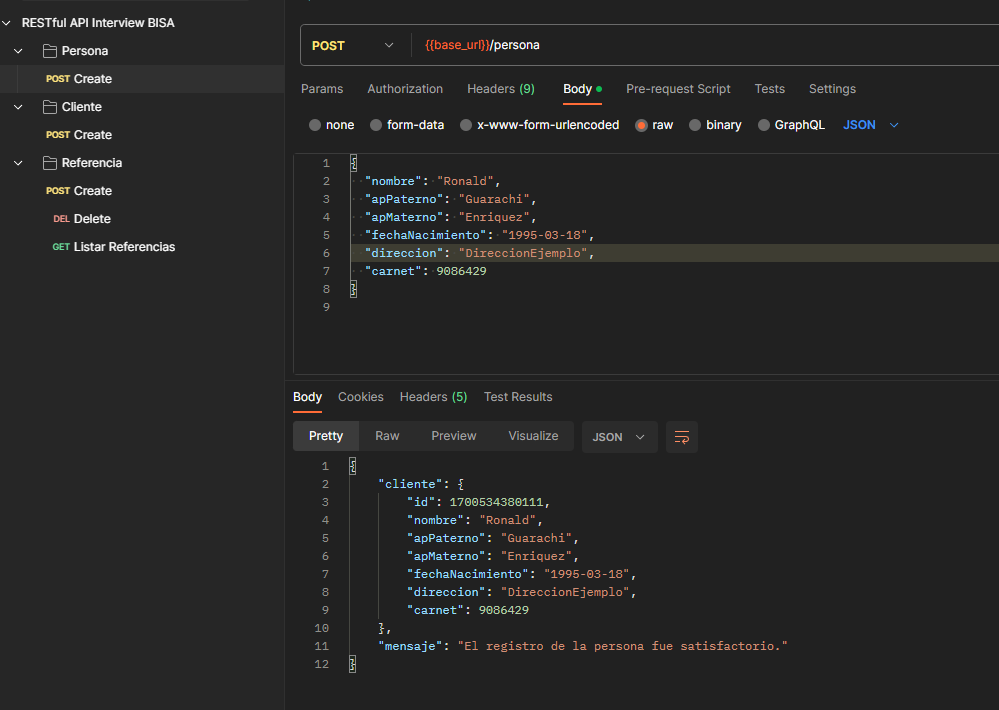 RESTful API Interview BISA
Persona
POST Create
Cliente
POST Create
Referencia
POST Create
DEL Delete
GET Listar Referencias
POST {{base_url}}/persona
Params Authorization Headers (9) Body Pre-request Script Tests Settings
none form-data x-www-form-urlencoded raw binary GraphQL JSON
1 {
2 "nombre": "Ronald",
3 "apPaterno": "Guarachi",
4 "apMaterno": "Enriquez",
5 "fechaNacimiento": "1995-03-18",
6 "direccion": "DireccionEjemplo",
7 "carnet": 9086429
8 }
9
Body Cookies Headers (5) Test Results
Pretty Raw Preview Visualize JSON
1 {
2 "cliente": {
3 "id": 1700534380111,
4 "nombre": "Ronald",
5 "apPaterno": "Guarachi",
6 "apMaterno": "Enriquez",
7 "fechaNacimiento": "1995-03-18",
8 "direccion": "DireccionEjemplo",
9 "carnet": 9086429
10 },
11 "mensaje": "El registro de la persona fue satisfactorio."
12 }